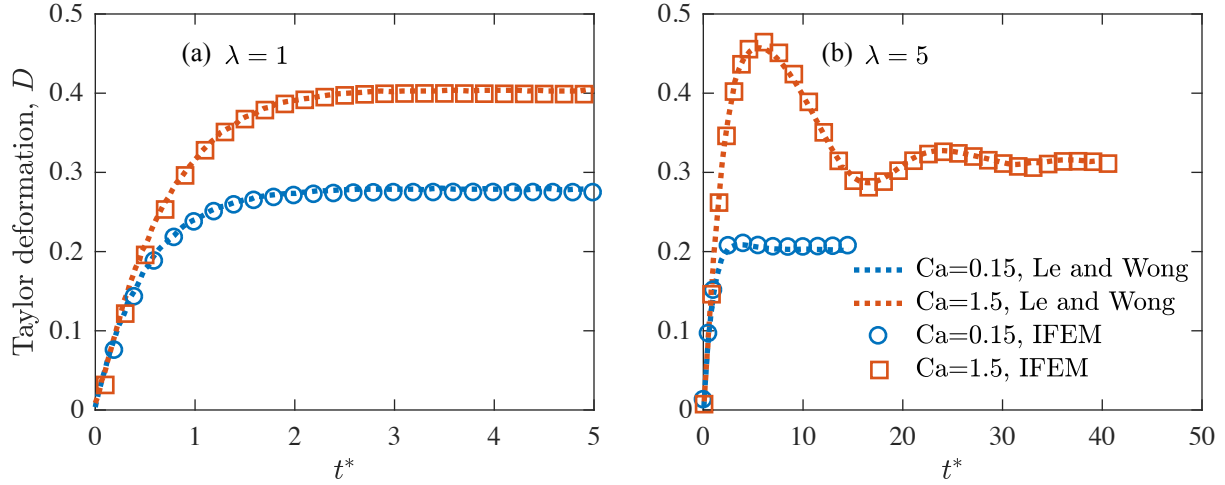 Taylor deformation, D
0.5
0.4
0.3
0.2
0.1
0
0
1
2
3
4
5
t*
(a) λ = 1
0.5
0.4
0.3
0.2
0.1
0
0
10
20
30
40
50
t*
(b) λ = 5
Ca=0.15, Le and Wong
Ca=1.5, Le and Wong
Ca=0.15, IFEM
Ca=1.5, IFEM